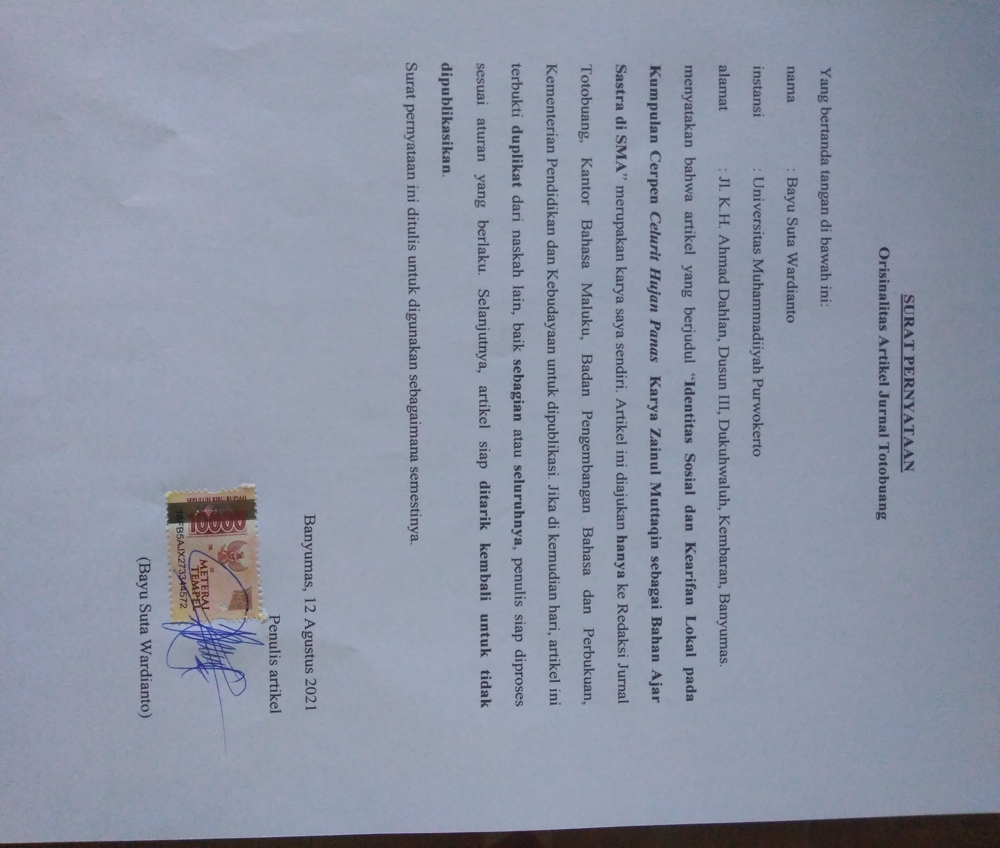 SURAT PERNYATAAN
Orisinalitas Artikel Jurnal Totobuang
Yang bertanda tangan di bawah ini:
nama : Bayu Suta Wardianto
instansi : Universitas Muhammadiiyah Purwokerto
alamat : Jl. K.H. Ahmad Dahlan, Dusun III, Dukuhwaluh, Kembaran, Banyumas.
menyatakan bahwa artikel yang berjudul “Identitas Sosial dan Kearifan Lokal pada
Kumpulan Cerpen Celurit Hujan Panas Karya Zainul Muttaqin sebagai Bahan Ajar
Sastra di SMA” merupakan karya saya sendiri. Artikel ini diajukan hanya ke Redaksi Jurnal
Totobuang, Kantor Bahasa Maluku, Badan Pengembangan Bahasa dan Perbukuan,
Kementerian Pendidikan dan Kebudayaan untuk dipublikasi. Jika di kemudian hari, artikel ini
terbukti duplikat dari naskah lain, baik sebagian atau seluruhnya, penulis siap diproses
sesuai aturan yang berlaku. Selanjutnya, artikel siap ditarik kembali untuk tidak
dipublikasikan.
Surat pernyataan ini ditulis untuk digunakan sebagaimana semestinya.
Banyumas, 12 Agustus 2021
Penulis artikel
SEPULUH RIBU RUPIAH
10000
TGL 20
METERAI
TEMPEL
18FB5AJX273344572
(Bayu Suta Wardianto)